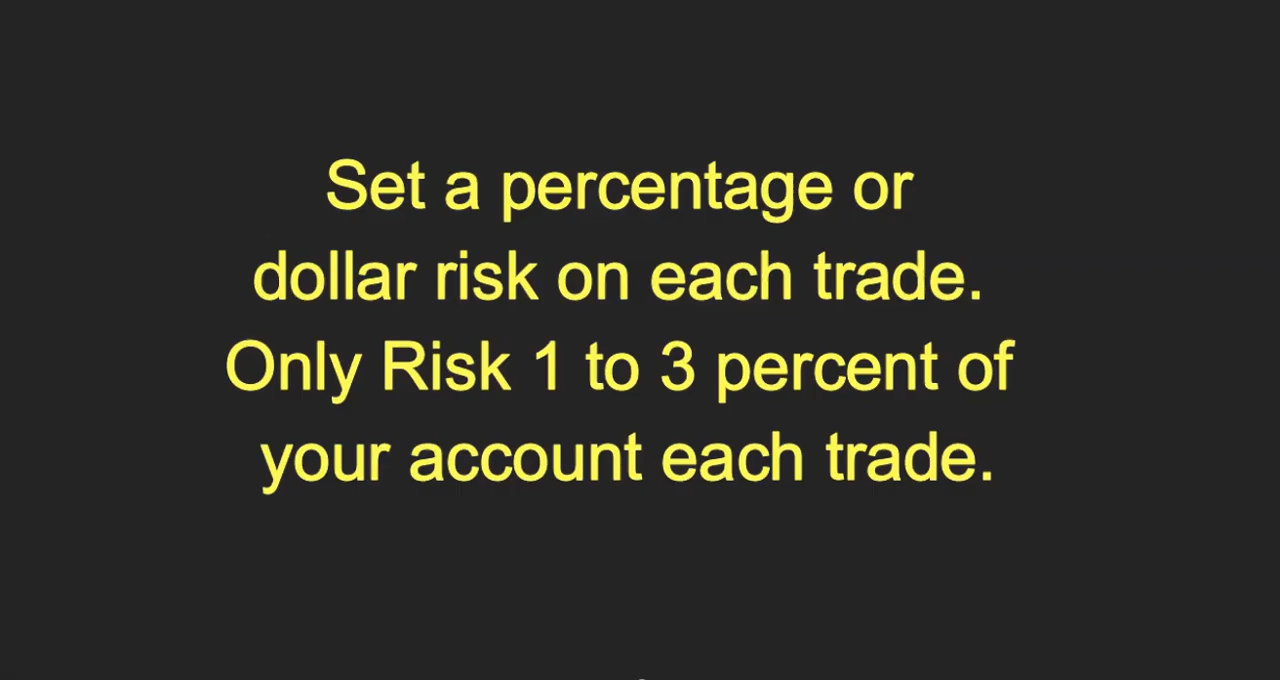 Set a percentage or
dollar risk on each trade.
Only Risk 1 to 3 percent of
your account each trade.